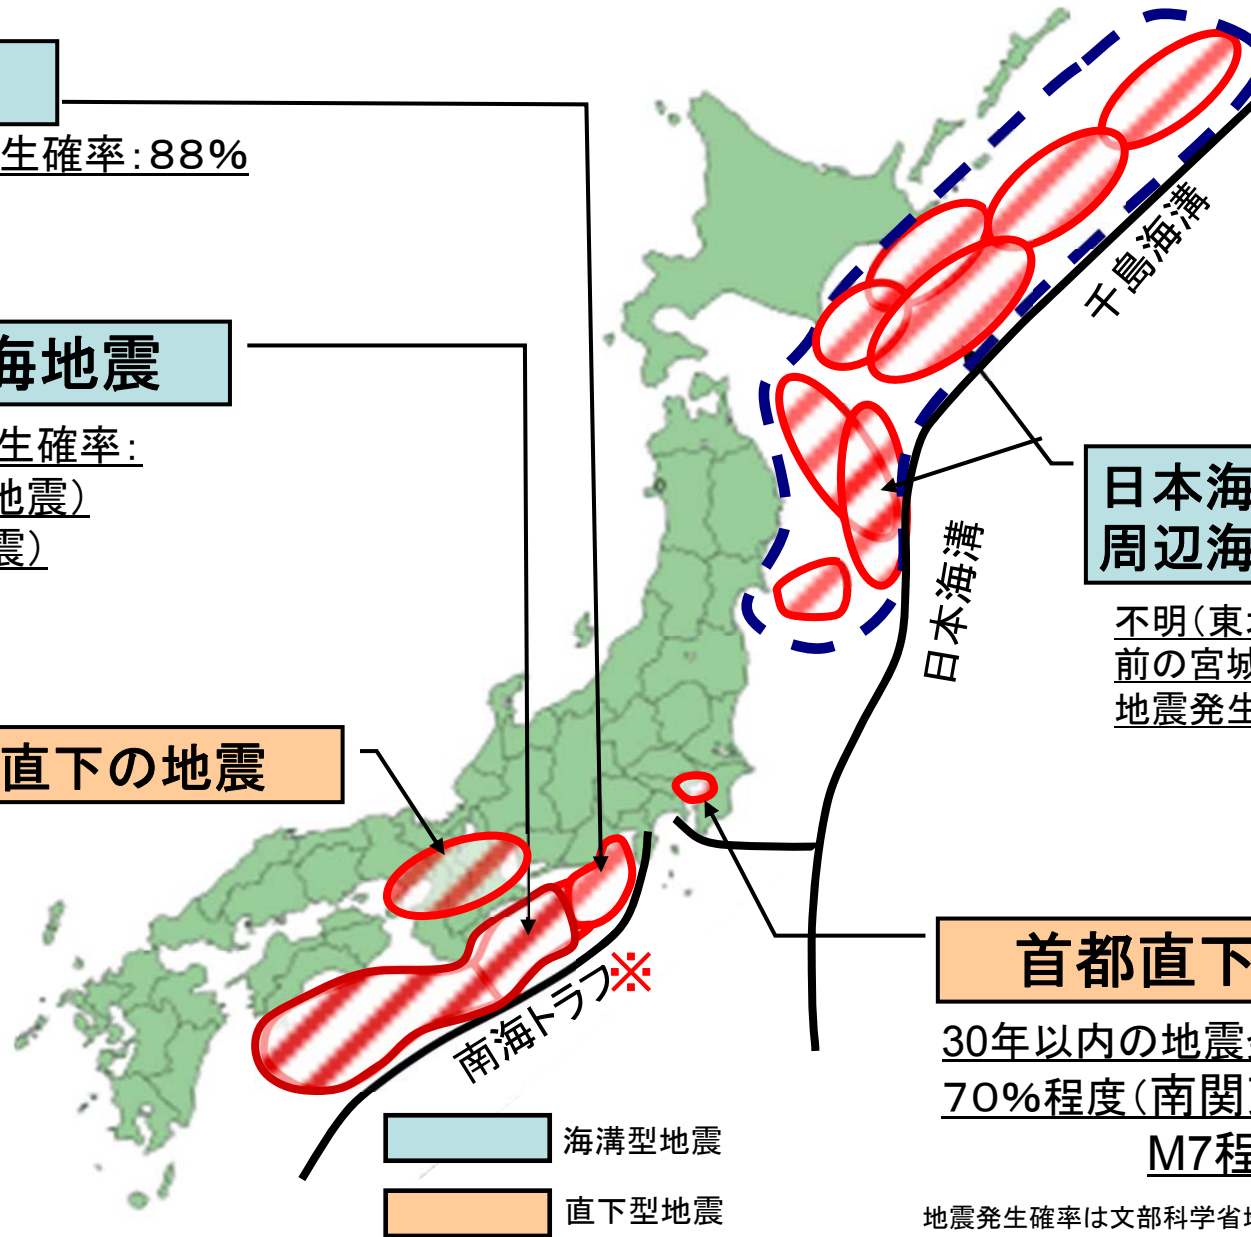 生確率：８８％
海地震
生確率：
地震）
震）
直下の地震
千島海溝
日本海溝
日本海
周辺海
不明（東
前の宮城
地震発生
首都直下
30年以内の地震
７０％程度（南関
M7程
南海トラフ※
海溝型地震
直下型地震
地震発生確率は文部科学省